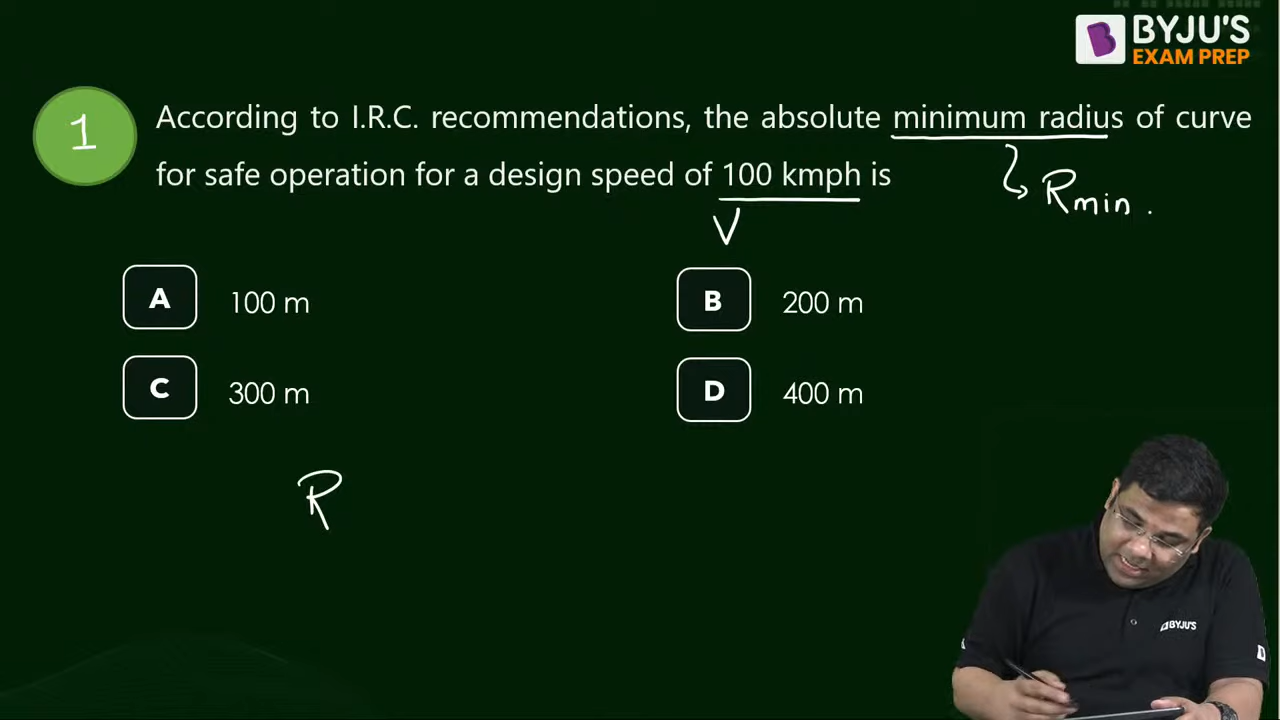 BYJU'S
EXAM PREP
1
According to I.R.C. recommendations, the absolute minimum radius of curve
for safe operation for a design speed of 100 kmph is
Rmin.
V
A 100 m
B 200 m
C 300 m
D 400 m
R
BYJU'S